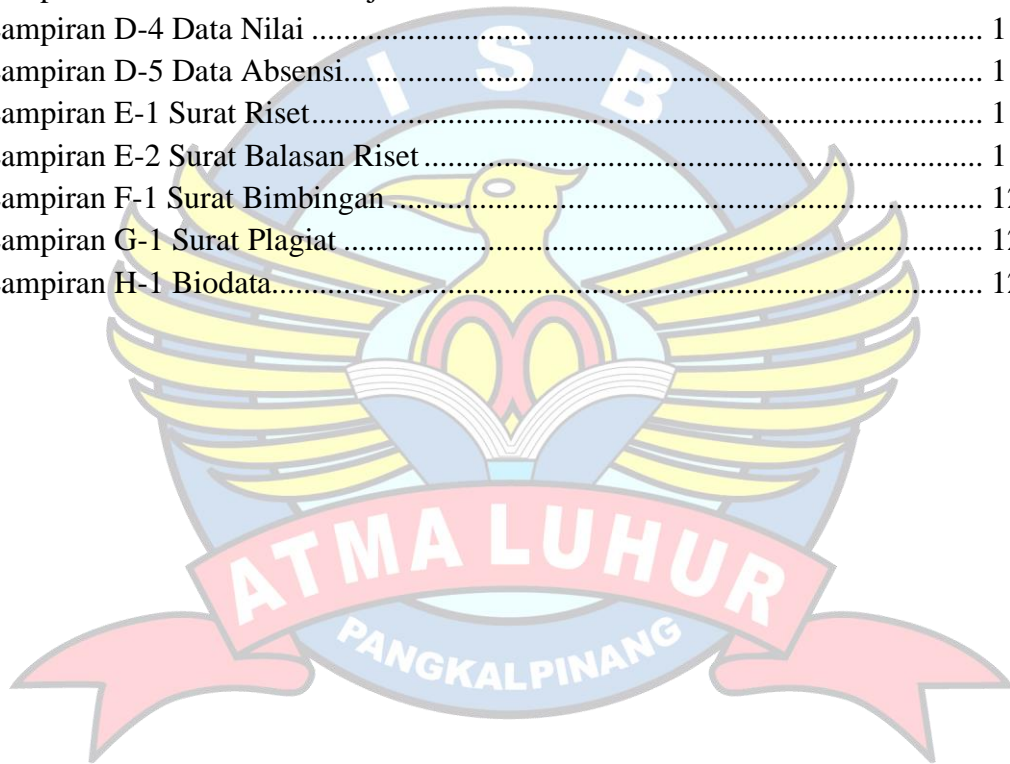 ampiran D-4 Data Nilai ........................................................................................................ 1
ampiran D-5 Data Absensi................................................................................................... 1
ampiran E-1 Surat Riset........................................................................................................ 1
ampiran E-2 Surat Balasan Riset ....................................................................................... 1
ampiran F-1 Surat Bimbingan ............................................................................................ 12
ampiran G-1 Surat Plagiat ................................................................................................... 12
ampiran H-1 Biodata.............................................................................................................. 12
I S B
ATMA LUHUR
PANGKALPINANG